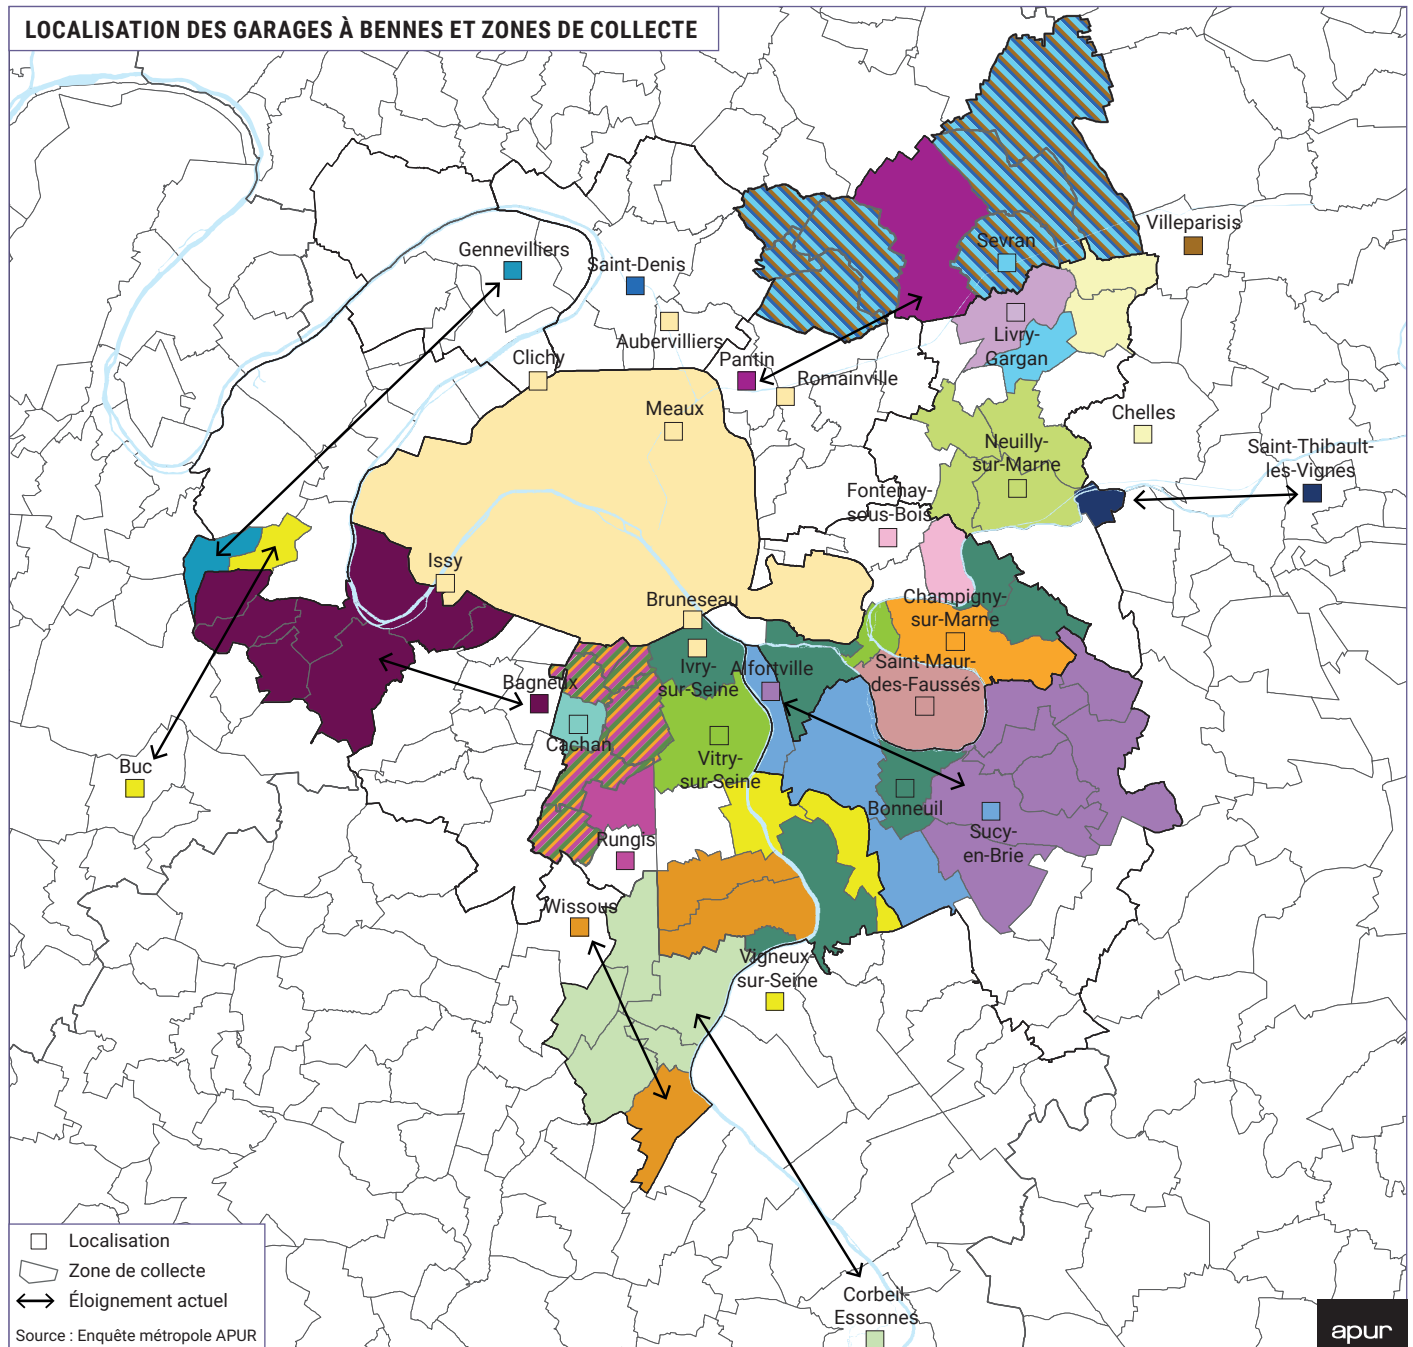 LOCALISATION DES GARAGES À BENNES ET ZONES DE COLLECTE
Villeparisis
Sevran
Gennevilliers
Saint-Denis
Livry-
Gargan
Aubervilliers
Clichy
Pantin
Romainville
Meaux
Chelles
Neuilly-
sur-Marne
Saint-Thibault-
les-Vignes
Fontenay-
sous-Bois
Issy
Bruneseau
Champigny-
sur-Marne
Ivry-
sur-Seine
Alfortville
Saint-Maur-
des-Faussés
Bagneux
Cachan
Vitry-
sur-Seine
Buc
Bonneuil
Sucy-
en-Brie
Rungis
Wissous
Vigneux-
sur-Seine
Corbeil-
Essonnes
Localisation
Zone de collecte
Éloignement actuel
Source : Enquête métropole APUR
apur